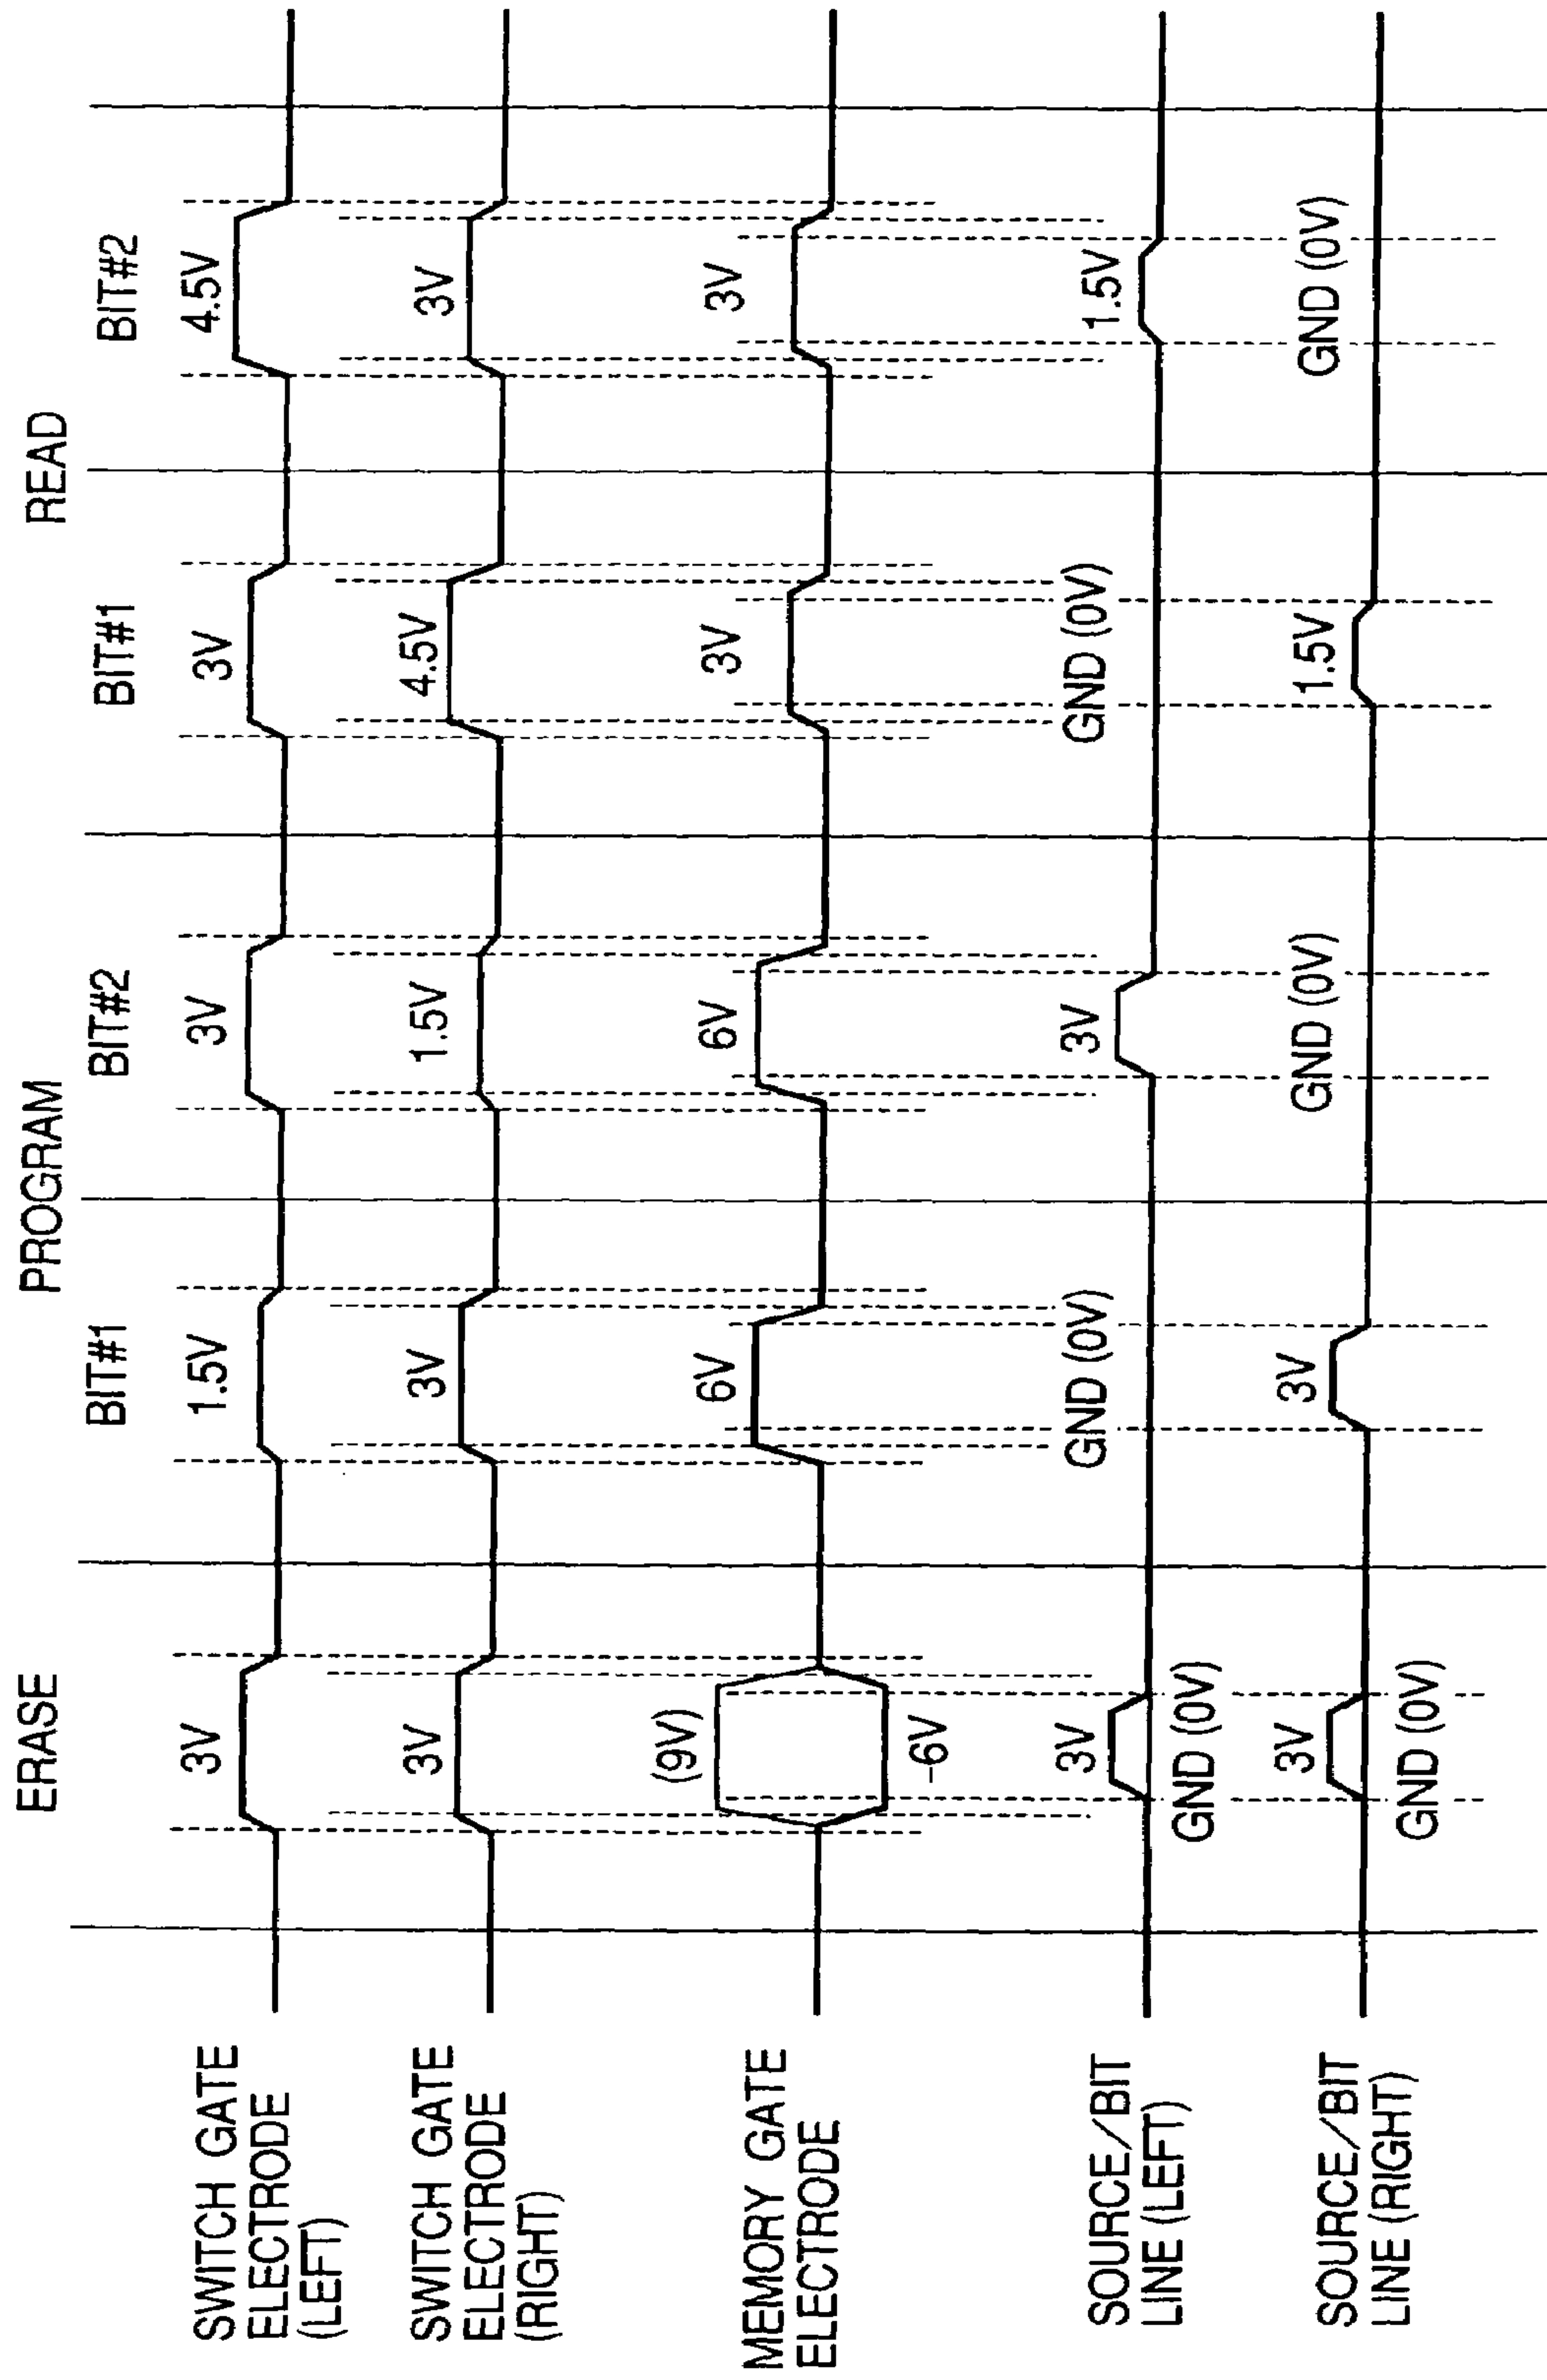 ERASE
PROGRAM
READ
BIT#1
BIT#2
BIT#1
BIT#2
SWITCH GATE
ELECTRODE
(LEFT)
3V
1.5V
3V
3V
4.5V
SWITCH GATE
ELECTRODE
(RIGHT)
3V
3V
1.5V
4.5V
3V
MEMORY GATE
ELECTRODE
(9V)
-6V
6V
6V
3V
3V
SOURCE/BIT
LINE (LEFT)
3V
GND (0V)
GND (0V)
3V
GND (0V)
1.5V
SOURCE/BIT
LINE (RIGHT)
3V
GND (0V)
3V
GND (0V)
1.5V
GND (0V)